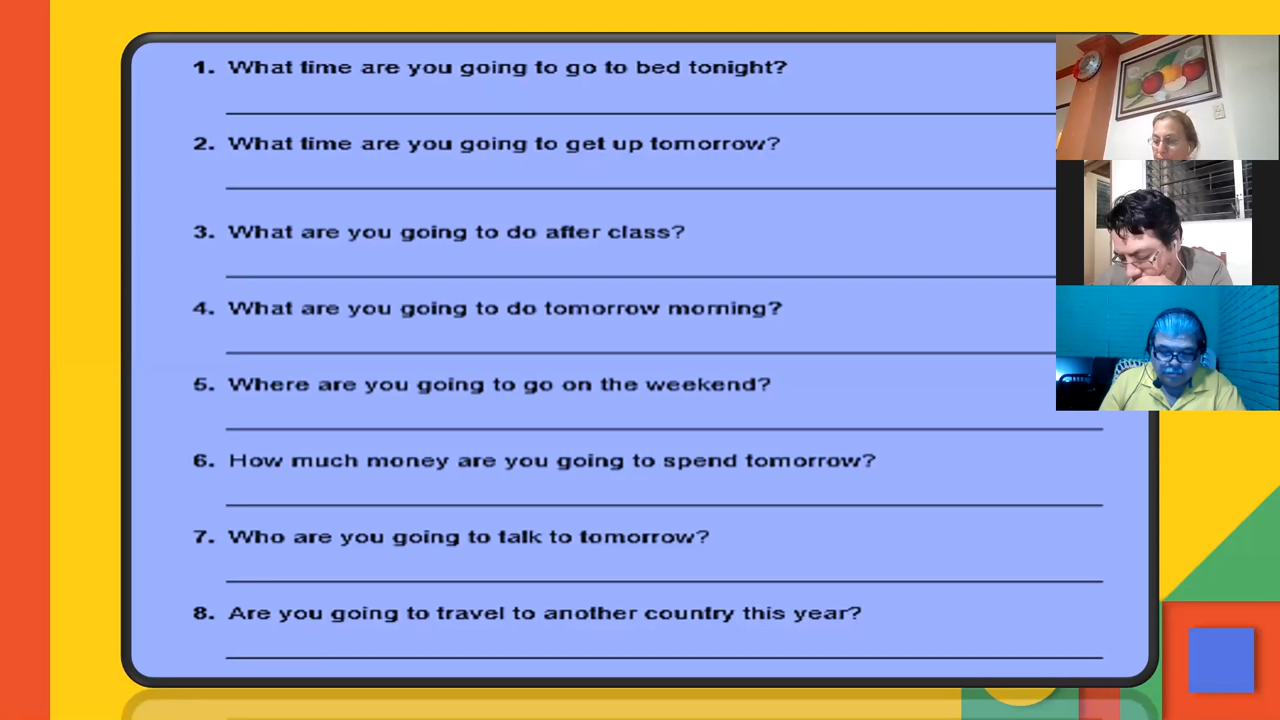 1. What time are you going to go to bed tonight?
2. What time are you going to get up tomorrow?
3. What are you going to do after class?
4. What are you going to do tomorrow morning?
5. Where are you going to go on the weekend?
6. How much money are you going to spend tomorrow?
7. Who are you going to talk to tomorrow?
8. Are you going to travel to another country this year?